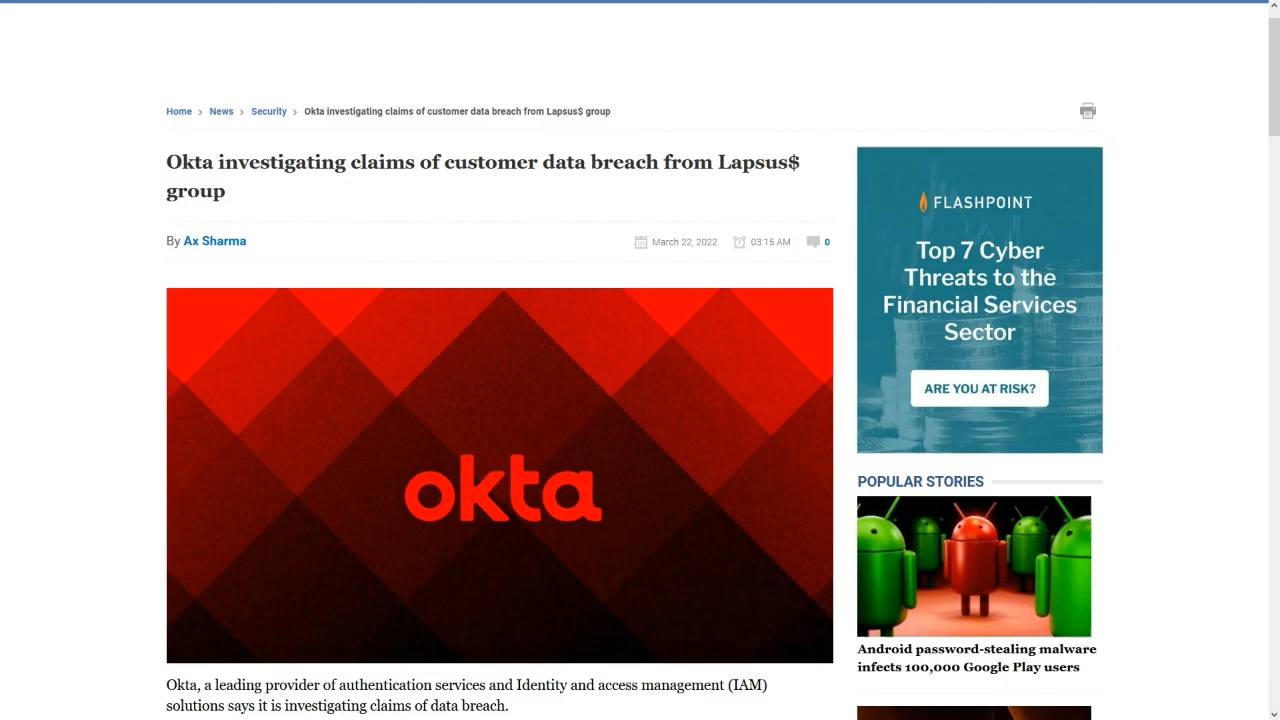 Home > News > Security > Okta investigating claims of customer data breach from Lapsus$ group
Okta investigating claims of customer data breach from Lapsus$
group
By Ax Sharma
March 22, 2022 03:15 AM 0
okta
Okta, a leading provider of authentication services and Identity and access management (IAM)
solutions says it is investigating claims of data breach.
FLASHPOINT
Top 7 Cyber
Threats to the
Financial Services
Sector
ARE YOU AT RISK?
POPULAR STORIES
Android password-stealing malware
infects 100,000 Google Play users